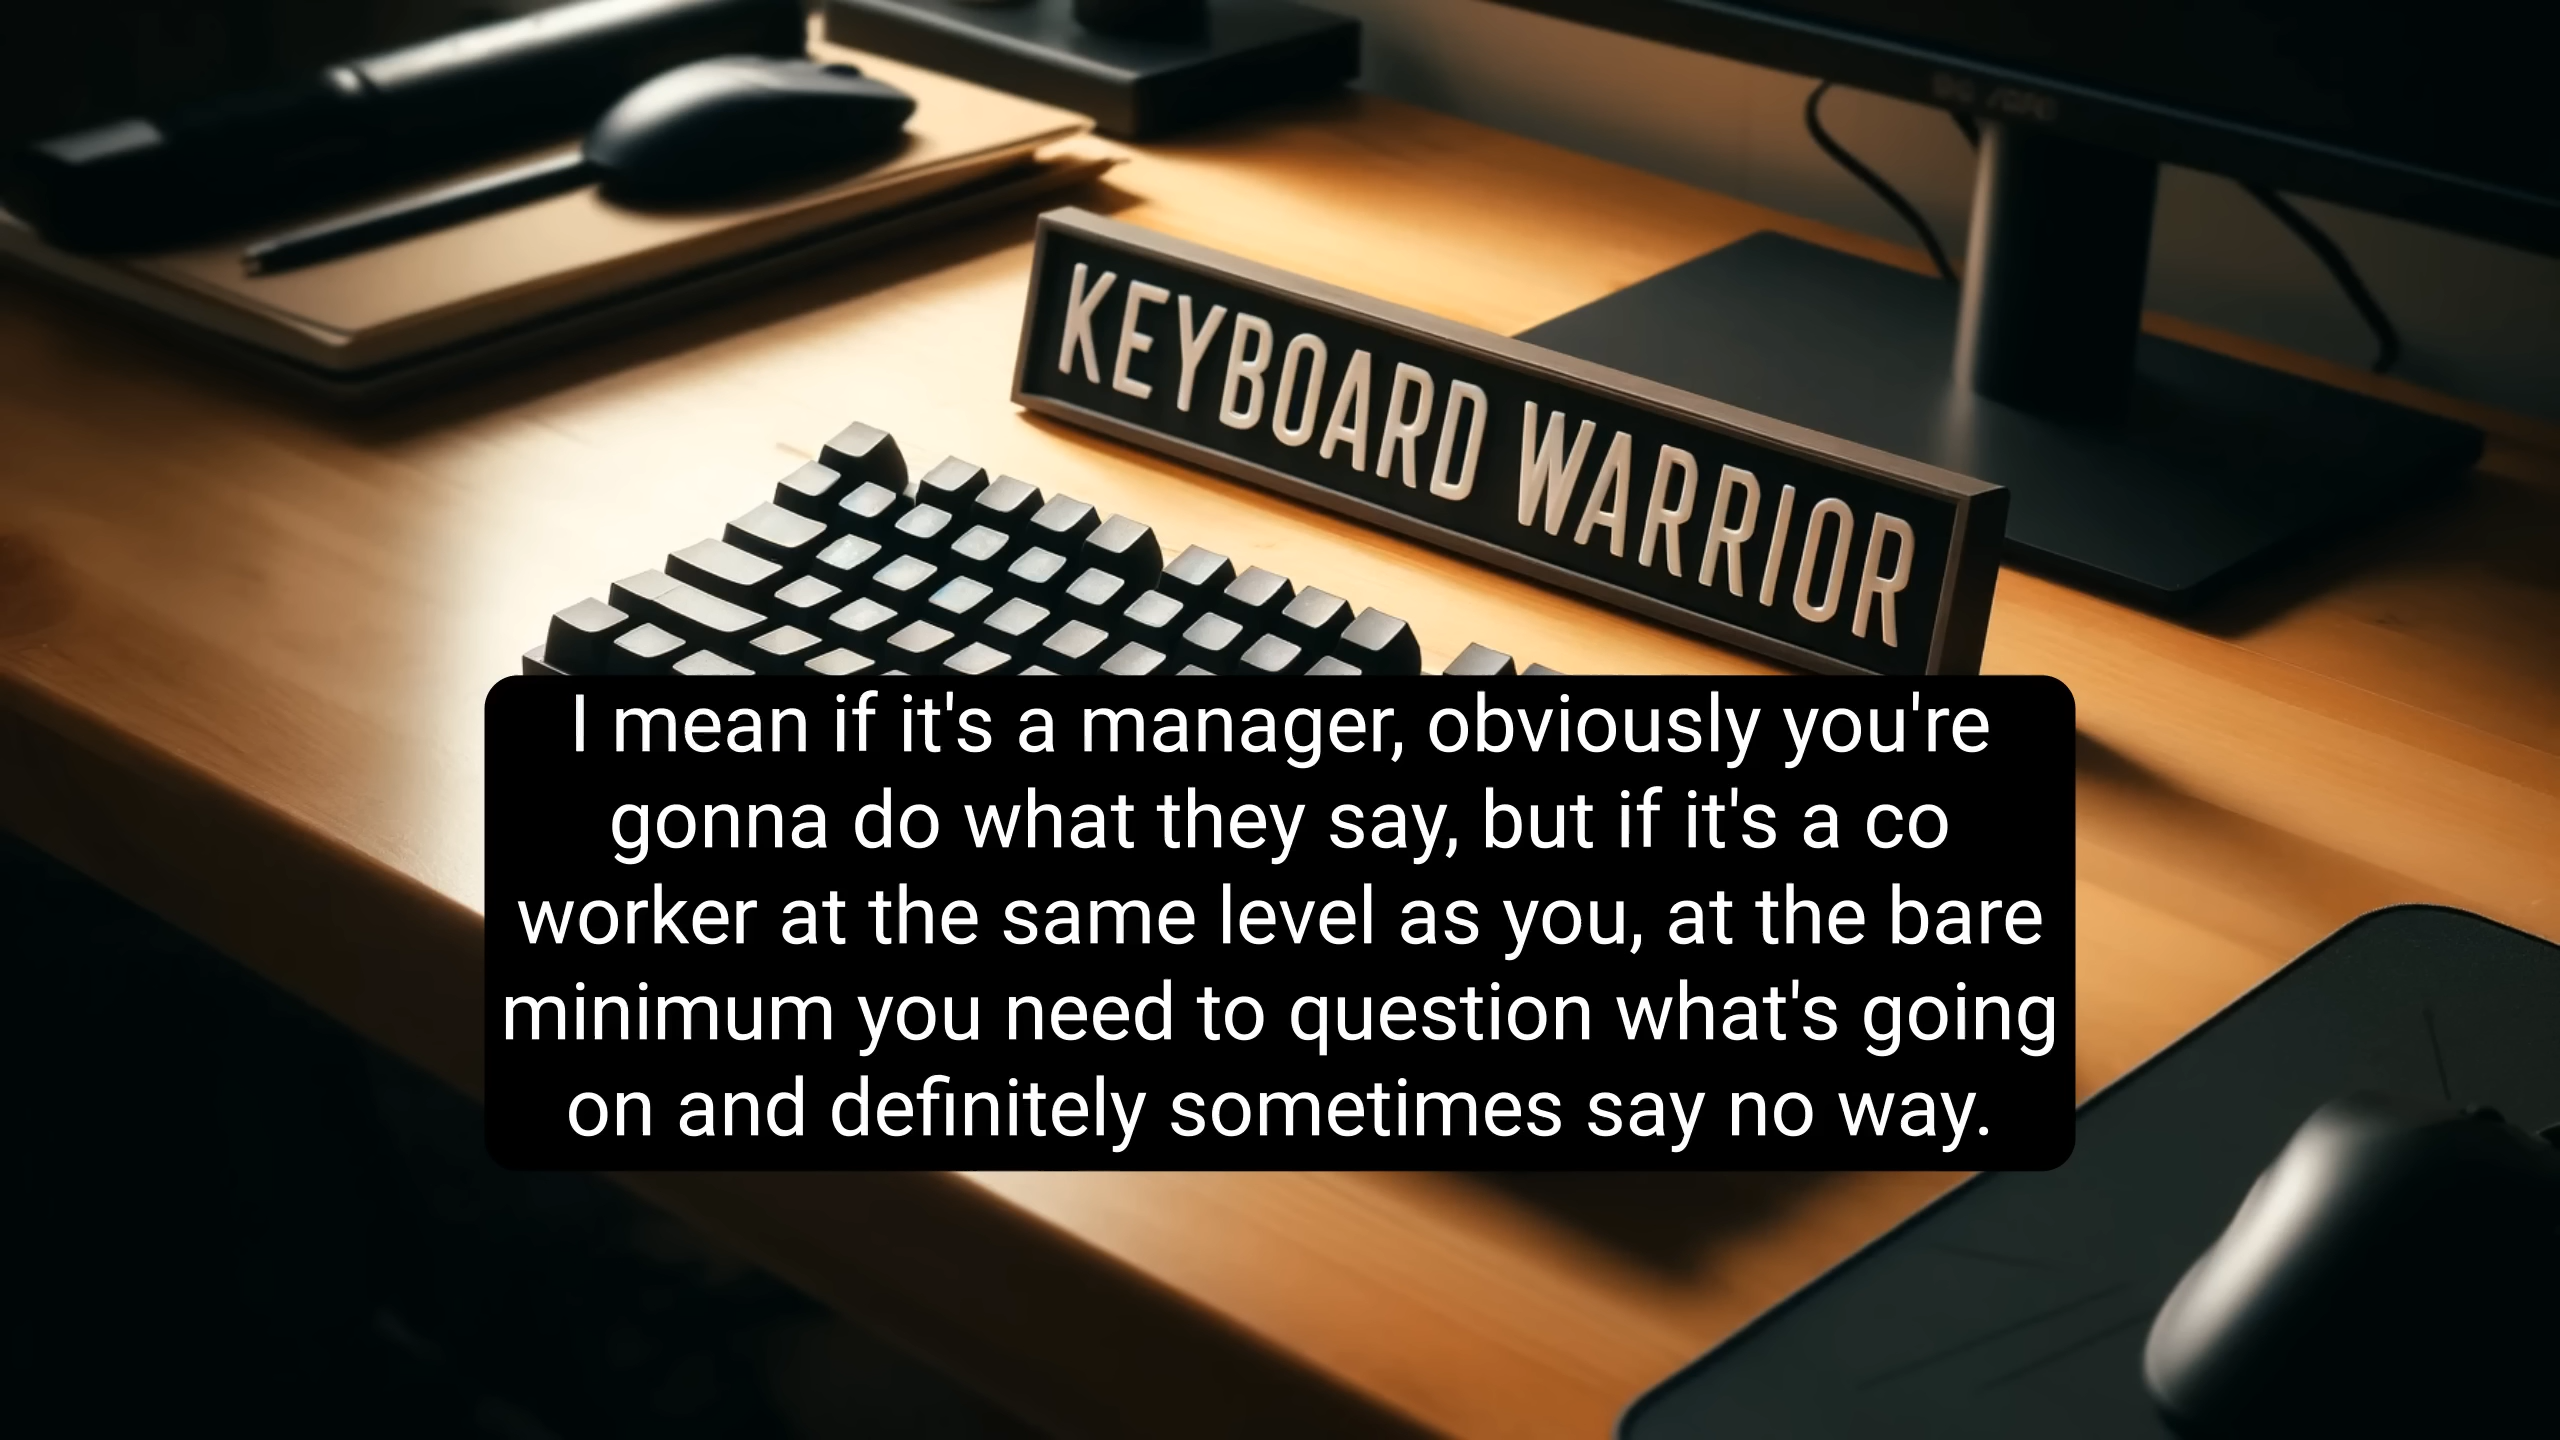 KEYBOARD WARRIOR
I mean if it's a manager, obviously you're
gonna do what they say, but if it's a co
worker at the same level as you, at the bare
minimum you need to question what's going
on and definitely sometimes say no way.